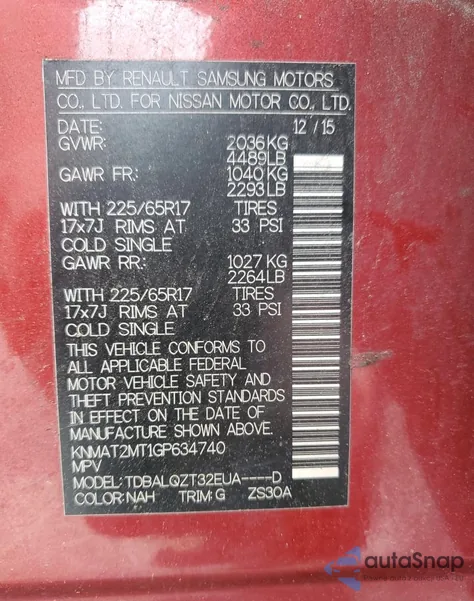 MFD BY RENAULT SAMSUNG MOTORS
CO., LTD. FOR NISSAN MOTOR CO., LTD.
DATE: 12/15
GVWR: 2036KG
4489LB
GAWR FR: 1040KG
2293LB
WITH 225/65R17 TIRES
17x7J RIMS AT 33 PSI
COLD SINGLE
GAWR RR: 1027 KG
2264LB
WITH 225/65R17 TIRES
17x7J RIMS AT 33 PSI
COLD SINGLE
THIS VEHICLE CONFORMS TO
ALL APPLICABLE FEDERAL
MOTOR VEHICLE SAFETY AND
THEFT PREVENTION STANDARDS
IN EFFECT ON THE DATE OF
MANUFACTURE SHOWN ABOVE.
KNMAT2MT1GP634740
MPV
MODEL:TDBALQZT32EUA----D
COLOR:NAH TRIM:G ZS30A
autoSnap